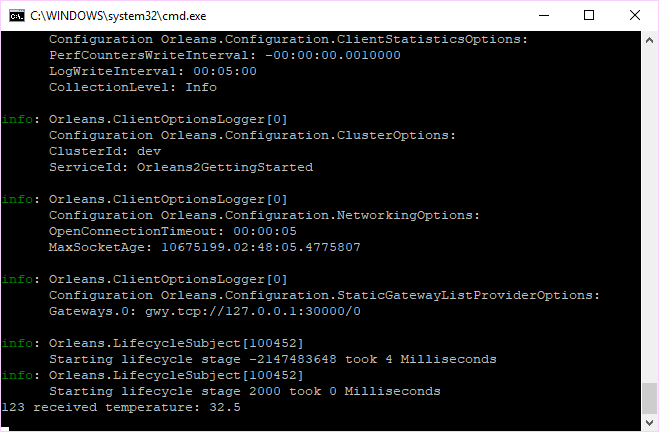 C:\WINDOWS\system32\cmd.exe
Configuration Orleans.Configuration.ClientStatisticsOptions:
PerfCountersWriteInterval: -00:00:00.0010000
LogWriteInterval: 00:05:00
CollectionLevel: Info
info: Orleans.ClientOptionsLogger[0]
Configuration Orleans.Configuration.ClusterOptions:
ClusterId: dev
ServiceId: Orleans2GettingStarted
info: Orleans.ClientOptionsLogger[0]
Configuration Orleans.Configuration.NetworkingOptions:
OpenConnectionTimeout: 00:00:05
MaxSocketAge: 10675199.02:48:05.4775807
info: Orleans.ClientOptionsLogger[0]
Configuration Orleans.Configuration.StaticGatewayListProviderOptions:
Gateways.0: gwy.tcp://127.0.0.1:30000/0
info: Orleans.LifecycleSubject[100452]
Starting lifecycle stage -2147483648 took 4 Milliseconds
info: Orleans.LifecycleSubject[100452]
Starting lifecycle stage 2000 took 0 Milliseconds
123 received temperature: 32.5